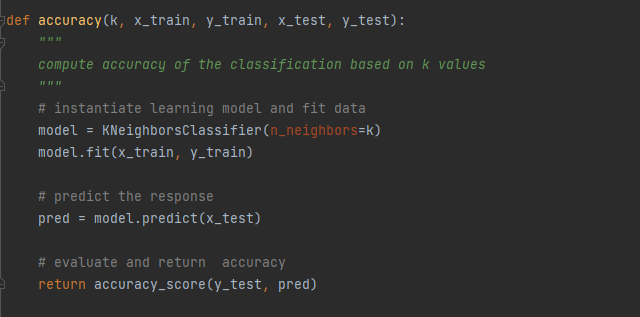 def accuracy(k, x_train, y_train, x_test, y_test):
    """
    compute accuracy of the classification based on k values
    """
    # instantiate learning model and fit data
    model = KNeighborsClassifier(n_neighbors=k)
    model.fit(x_train, y_train)

    # predict the response
    pred = model.predict(x_test)

    # evaluate and return  accuracy
    return accuracy_score(y_test, pred)